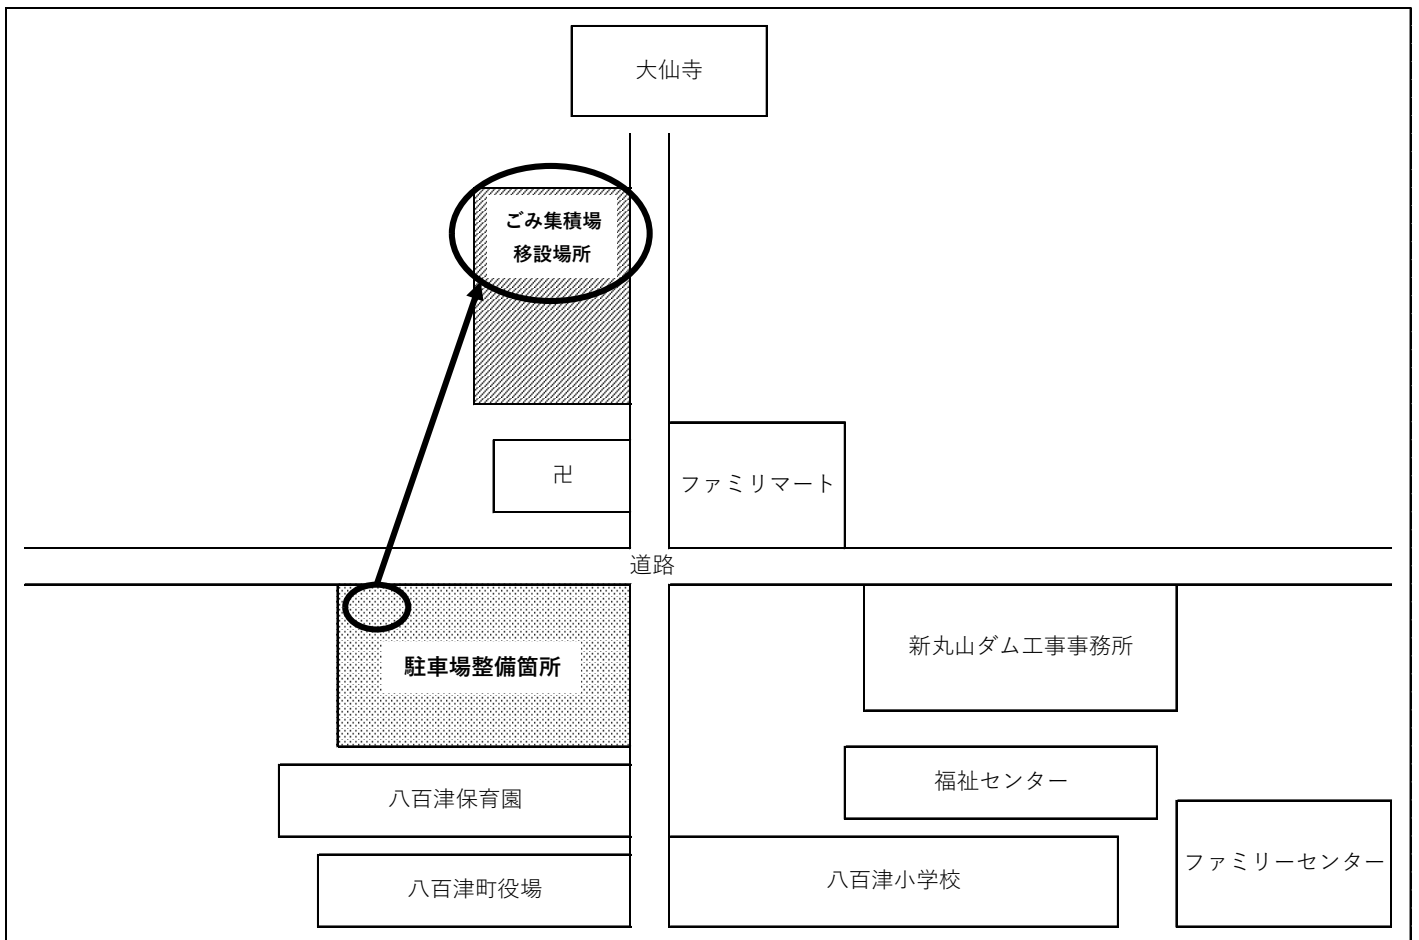 大仙寺
ごみ集積場
移設場所
卍
ファミリマート
道路
駐車場整備箇所
新丸山ダム工事事務所
福祉センター
八百津保育園
ファミリーセンター
八百津小学校
八百津町役場